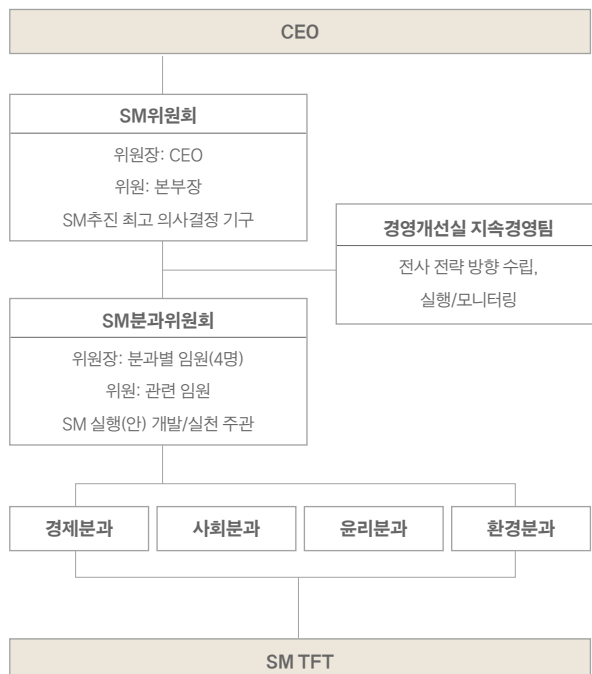 CEO
SM위원회
위원장: CEO
위원: 본부장
SM추진 최고 의사결정 기구
경영개선실 지속경영팀
전사 전략 방향 수립,
실행/모니터링
SM분과위원회
위원장: 분과별 임원(4명)
위원: 관련 임원
SM 실행(안) 개발/실천 주관
경제분과
사회분과
윤리분과
환경분과
SM TFT